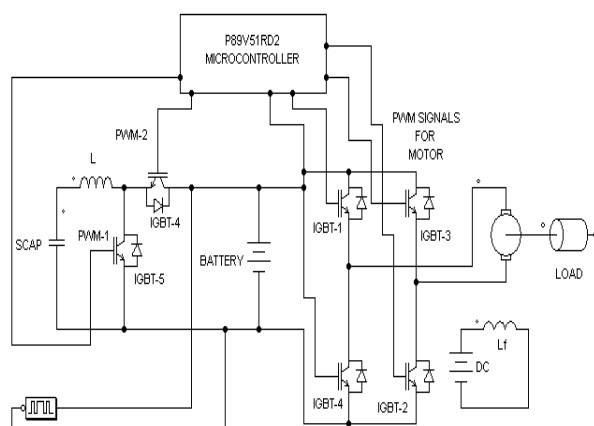 P89V51RD2
MICROCONTROLLER
PWM-2
PWM SIGNALS
FOR
MOTOR
L
IGBT-4
PWM-1
SCAP
IGBT-5
BATTERY
IGBT-1
IGBT-3
LOAD
Lf
DC
IGBT-4
IGBT-2